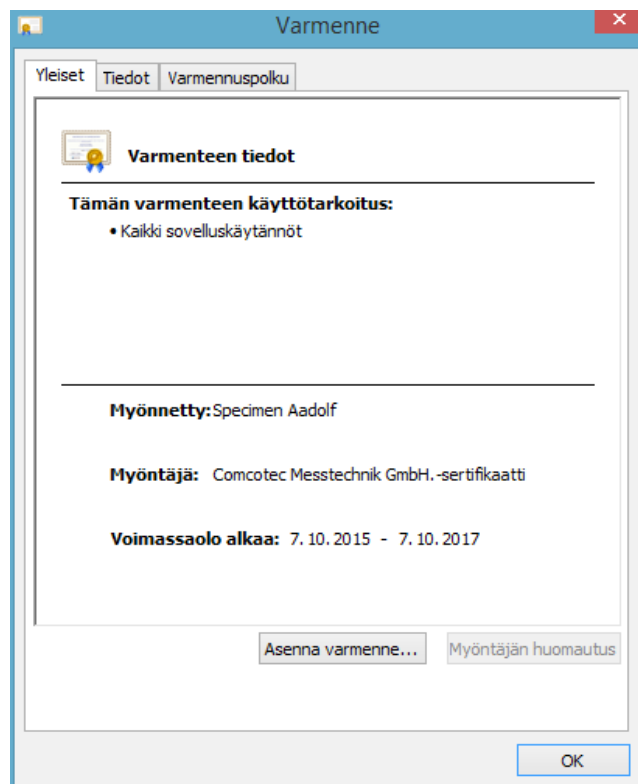 Varmenne
Yleiset Tiedot Varmennuspolku
Varmenteen tiedot
Tämän varmenteen käyttötarkoitus:
• Kaikki sovelluskäytännöt
Myönnetty: Specimen Aadolf
Myöntäjä: Comcotec Messtechnik GmbH.-sertifikaatti
Voimassaolo alkaa: 7. 10. 2015 - 7. 10. 2017
Asenna varmenne... Myöntäjän huomautus
OK